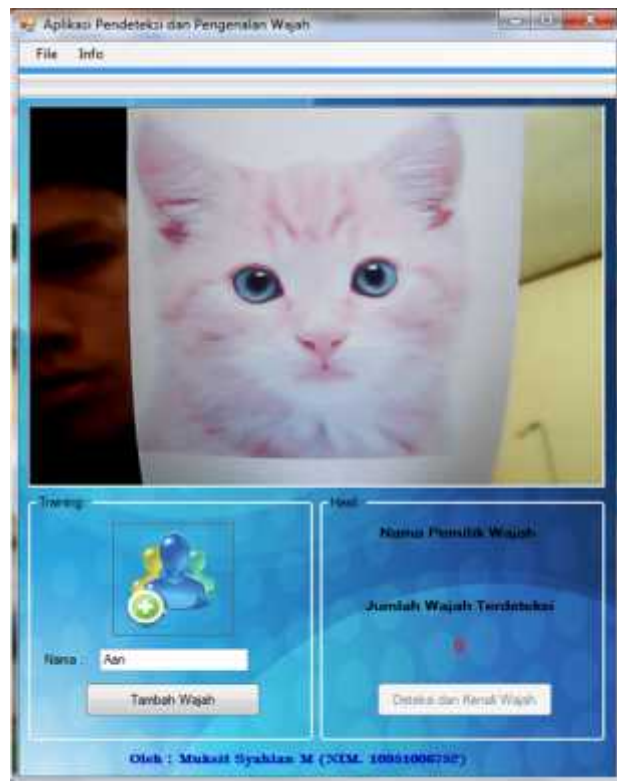 Aplikasi Pendeteksi dan Pengenalan Wajah
File Info
Training
Nama : Aan
Tambah Wajah
Hasil
Nama Pemilik Wajah
Jumlah Wajah Terdeteksi
0
Deteksi dan Kenali Wajah
Oleh : Muksit Syahlan M (NIM.